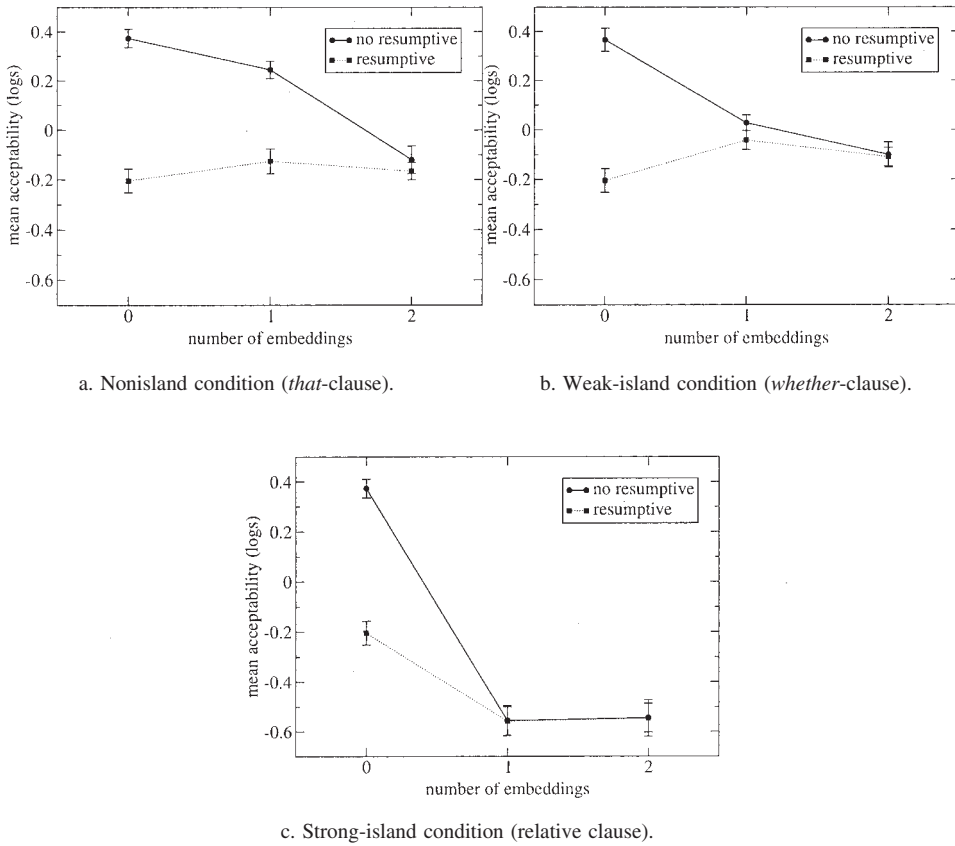 0.4
0.2
0
-0.2
-0.4
-0.6
mean acceptability (logs)
no resumptive
resumptive
0 1 2
number of embeddings
a. Nonisland condition (that-clause).
0.4
0.2
0
-0.2
-0.4
-0.6
mean acceptability (logs)
no resumptive
resumptive
0 1 2
number of embeddings
b. Weak-island condition (whether-clause).
0.4
0.2
0
-0.2
-0.4
-0.6
mean acceptability (logs)
no resumptive
resumptive
0 1 2
number of embeddings
c. Strong-island condition (relative clause).